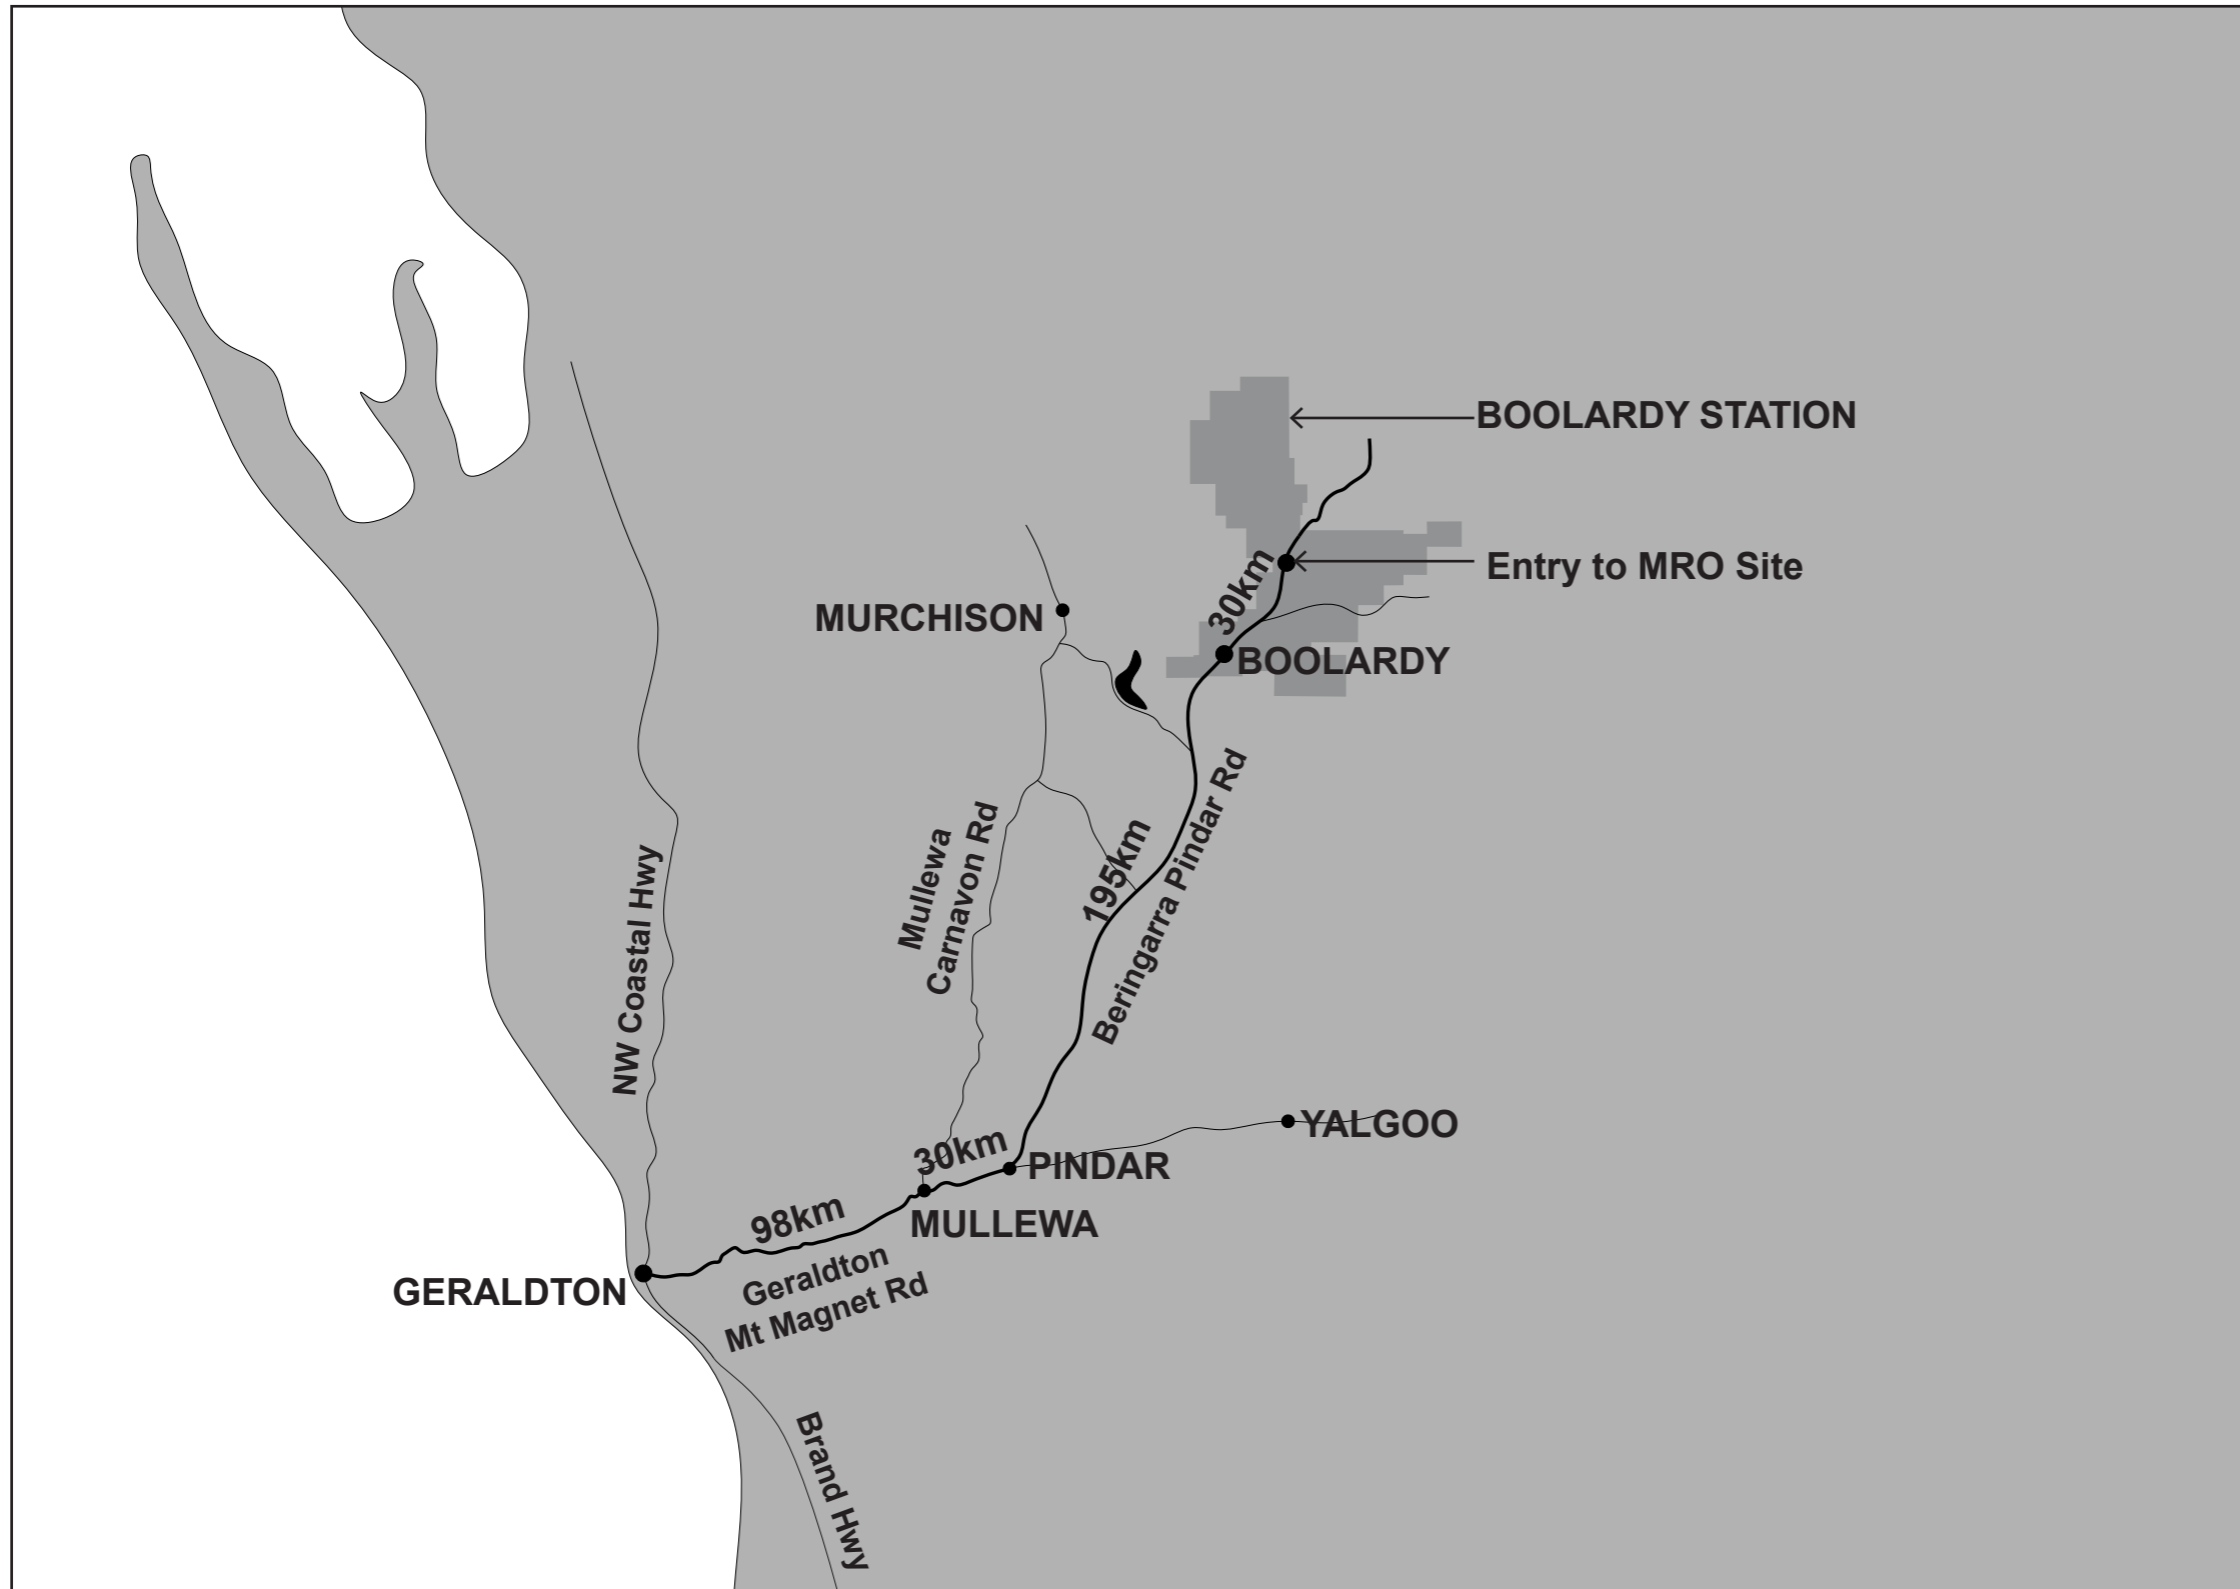 BOOLARDY STATION
Entry to MRO Site
30km
MURCHISON
BOOLARDY
Mullewa
Carnavon Rd
195km
Beringarra Pindar Rd
NW Coastal Hwy
YALGOO
30km
PINDAR
98km
MULLEWA
Geraldton
Mt Magnet Rd
GERALDTON
Brand Hwy